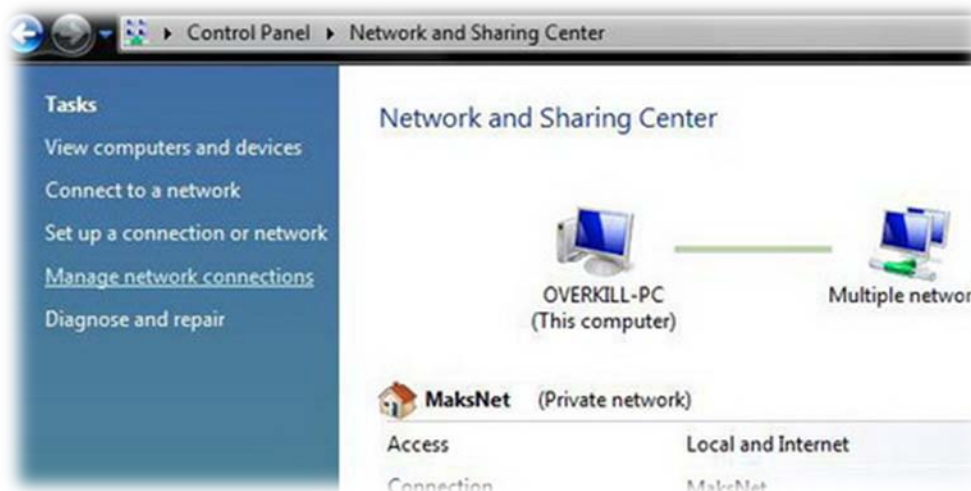 Control Panel Network and Sharing Center
Tasks
View computers and devices
Connect to a network
Set up a connection or network
Manage network connections
Diagnose and repair
Network and Sharing Center
OVERKILL-PC
(This computer)
Multiple networ
MaksNet (Private network)
Access Local and Internet
Connection MaksNet